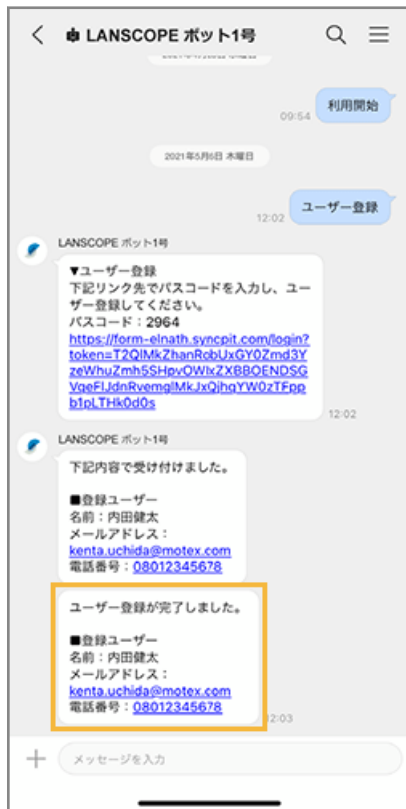 LANSCOPE ボット1号
09:54
利用開始
2021年5月6日 木曜日
12:02
ユーザー登録
LANSCOPE ボット1号
▼ユーザー登録
下記リンク先でパスコードを入力し、ユー
ザー登録してください。
パスコード：2964
https://form-elnath.syncpit.com/login?
token=T2QIMkZhanRobUxGY0Zmd3Y
zeWhuZmh5SHpvOWIxZXBBOENDSG
VqeFlJdnRvemglMkJxQjhqYW0zTFpp
b1pLTHk0d0s
12:02
LANSCOPE ボット1号
下記内容で受け付けました。
■登録ユーザー
名前：内田健太
メールアドレス：
kenta.uchida@motex.com
電話番号：08012345678
ユーザー登録が完了しました。
■登録ユーザー
名前：内田健太
メールアドレス：
kenta.uchida@motex.com
電話番号：08012345678
12:03
メッセージを入力